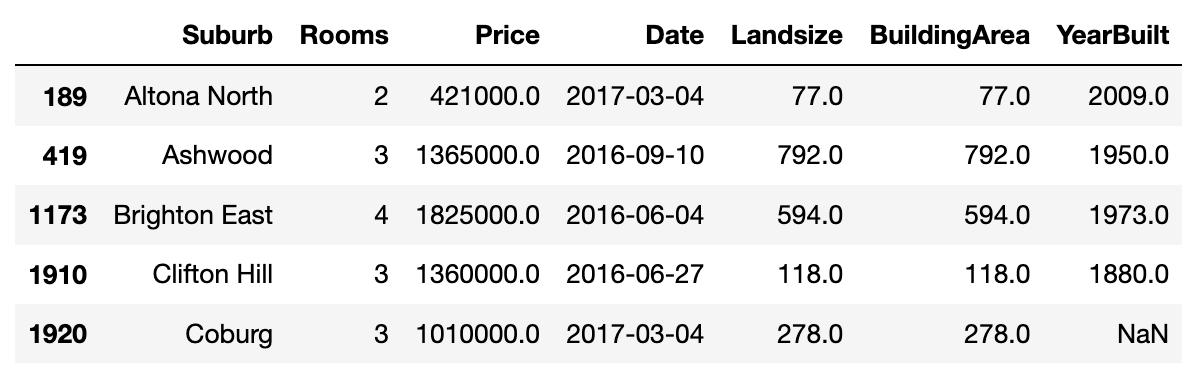 Suburb Rooms Price Date Landsize BuildingArea YearBuilt
189 Altona North 2 421000.0 2017-03-04 77.0 77.0 2009.0
419 Ashwood 3 1365000.0 2016-09-10 792.0 792.0 1950.0
1173 Brighton East 4 1825000.0 2016-06-04 594.0 594.0 1973.0
1910 Clifton Hill 3 1360000.0 2016-06-27 118.0 118.0 1880.0
1920 Coburg 3 1010000.0 2017-03-04 278.0 278.0 NaN